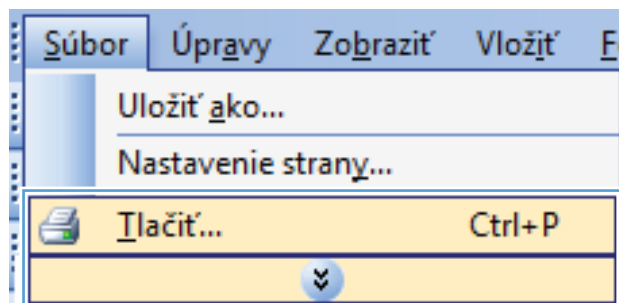 Súbor Úpravy Zobraziť Vložiť
Uložiť ako...
Nastavenie strany...
Tlačiť... Ctrl+P